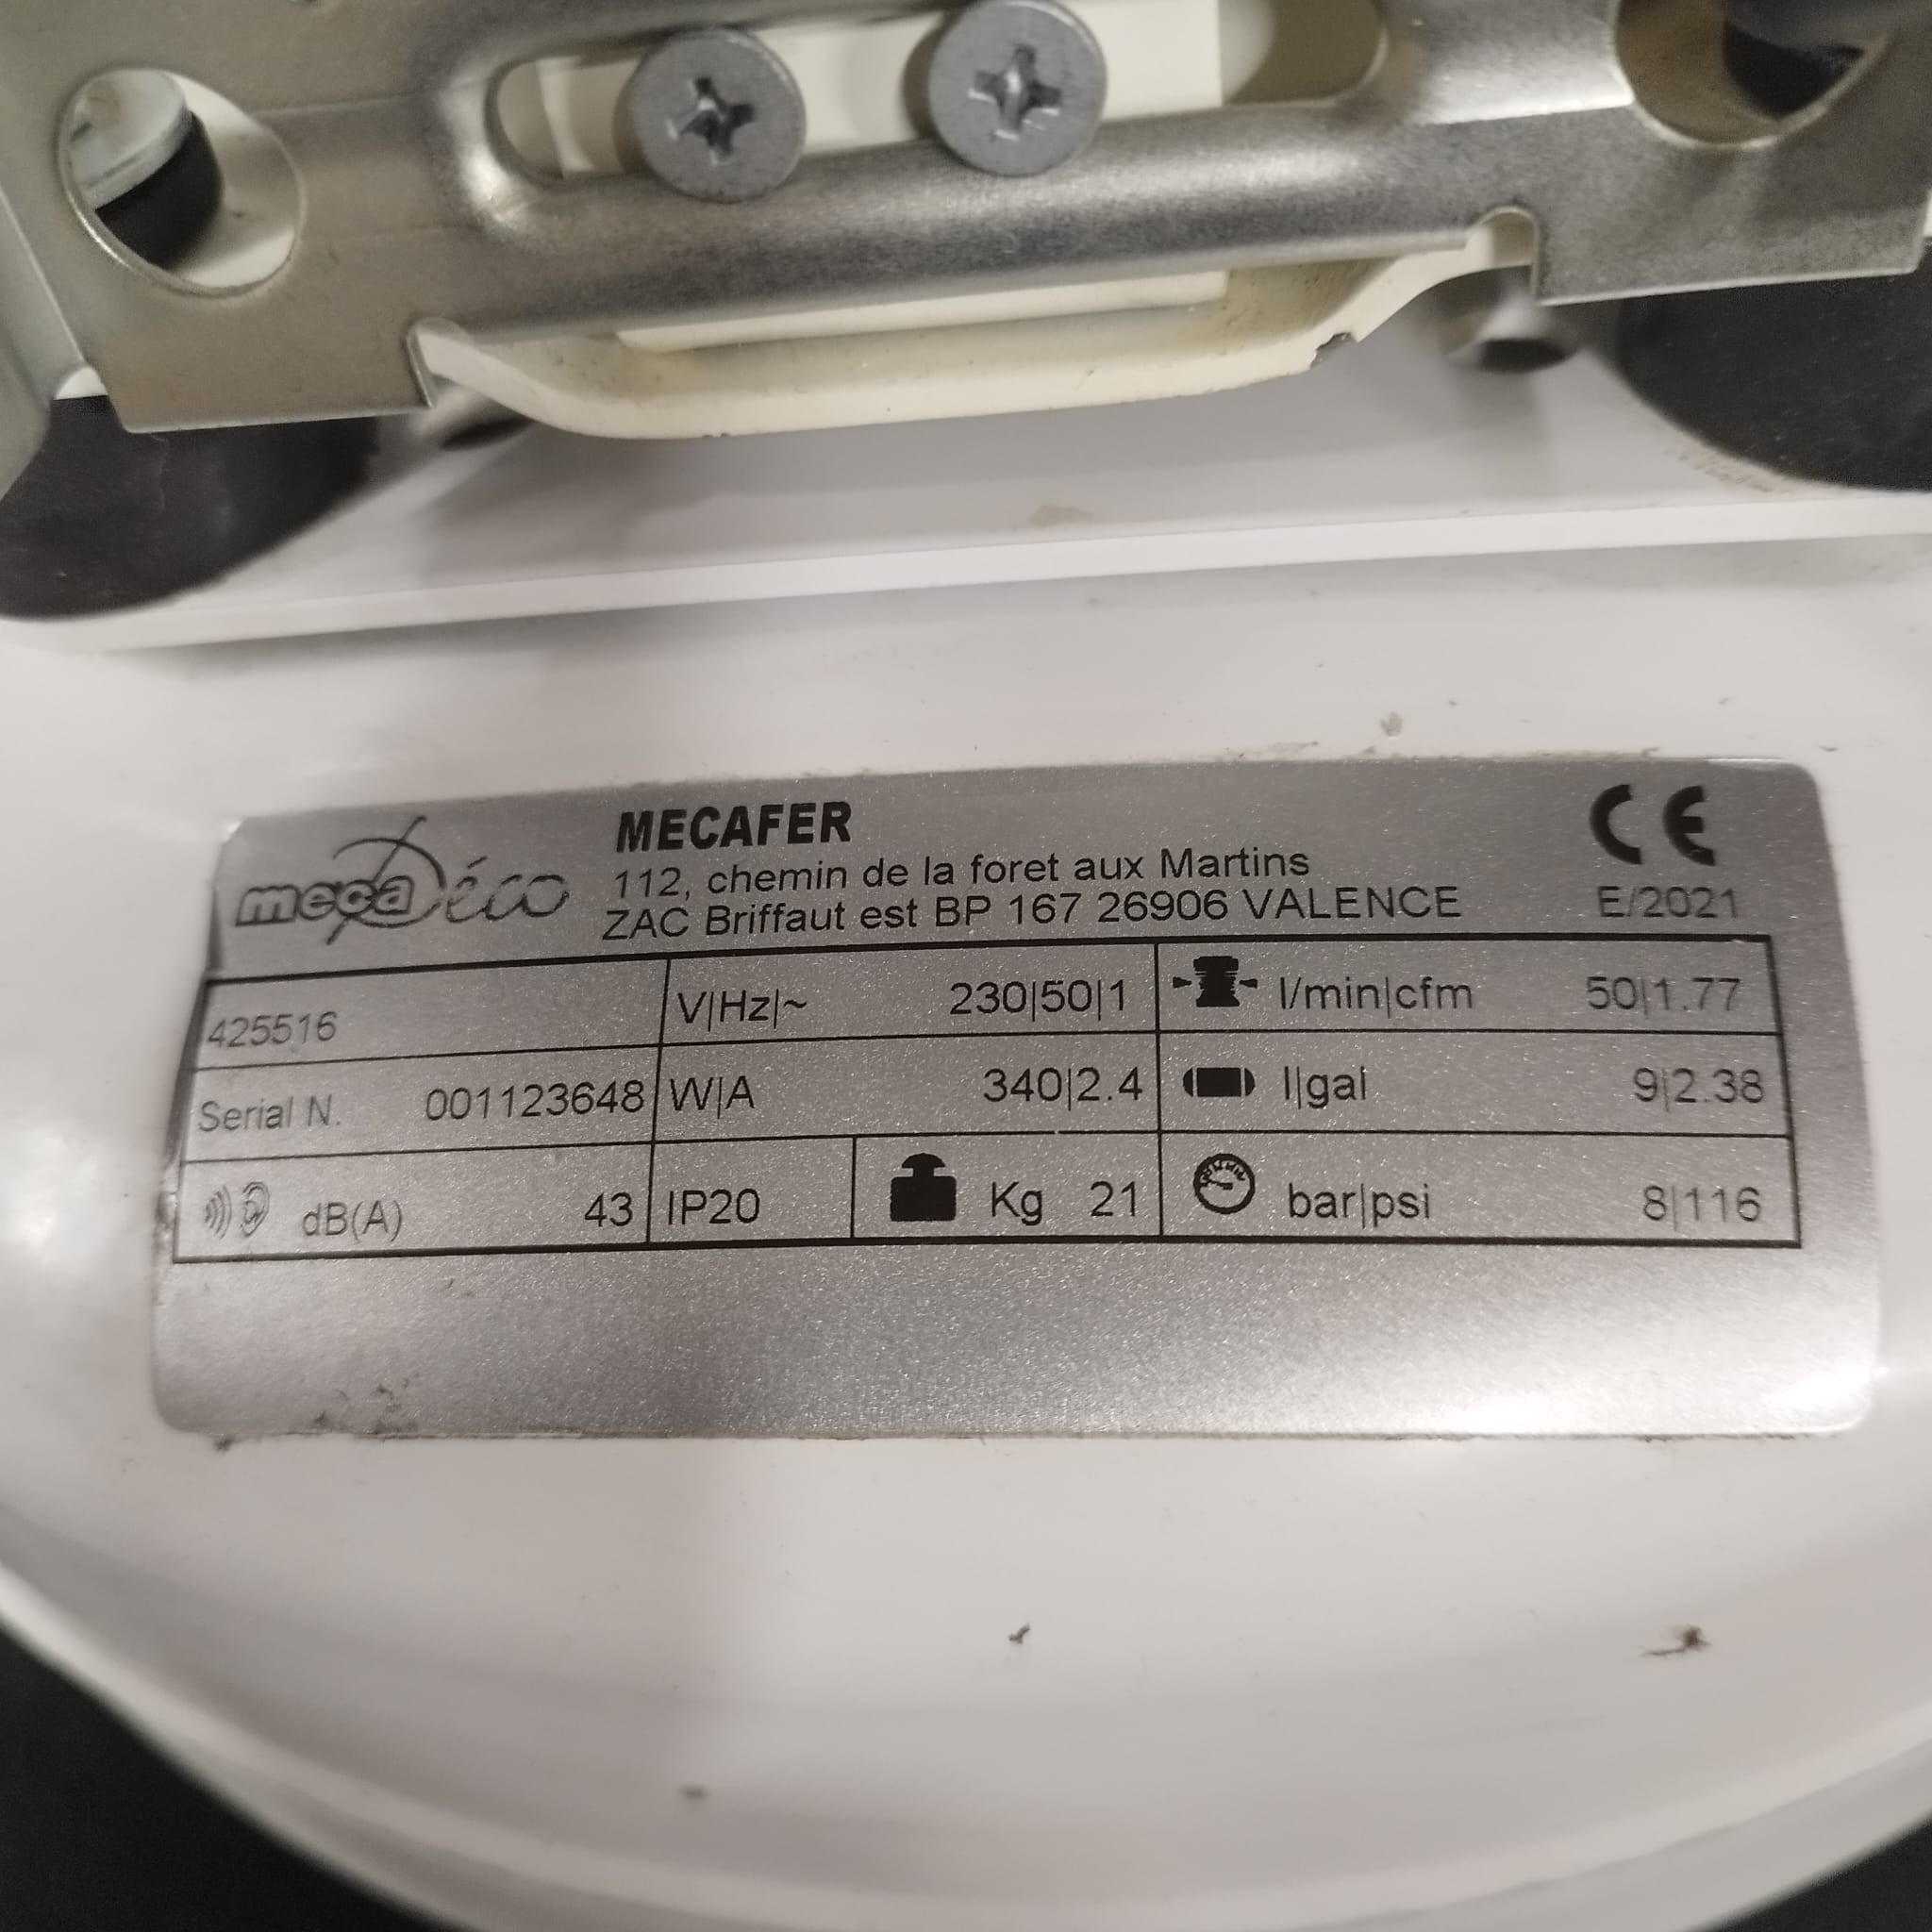 mecaDéco
MECAFER
112, chemin de la foret aux Martins
ZAC Briffaut est BP 167 26906 VALENCE
CE
E/2021
425516
V|Hz|~ 230|50|1
l/min|cfm 50|1.77
Serial N. 001123648
W|A 340|2.4
l|gal 9|2.38
dB(A) 43
IP20
Kg 21
bar|psi 8|116